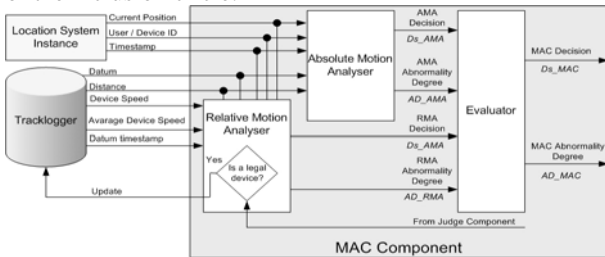 Location System
Instance
Current Position
User / Device ID
Timestamp
Tracklogger
Datum
Distance
Device Speed
Avarage Device Speed
Datum timestamp
Update
Yes
Relative Motion
Analyser
Is a legal
device?
Absolute Motion
Analyser
AMA
Decision
Ds_AMA
AMA
Abnormality
Degree
AD_AMA
RMA
Decision
Ds_AMA
RMA
Abnormality
Degree
AD_RMA
Evaluator
MAC Decision
Ds_MAC
MAC Abnormality
Degree
AD_MAC
From Judge Component
MAC Component